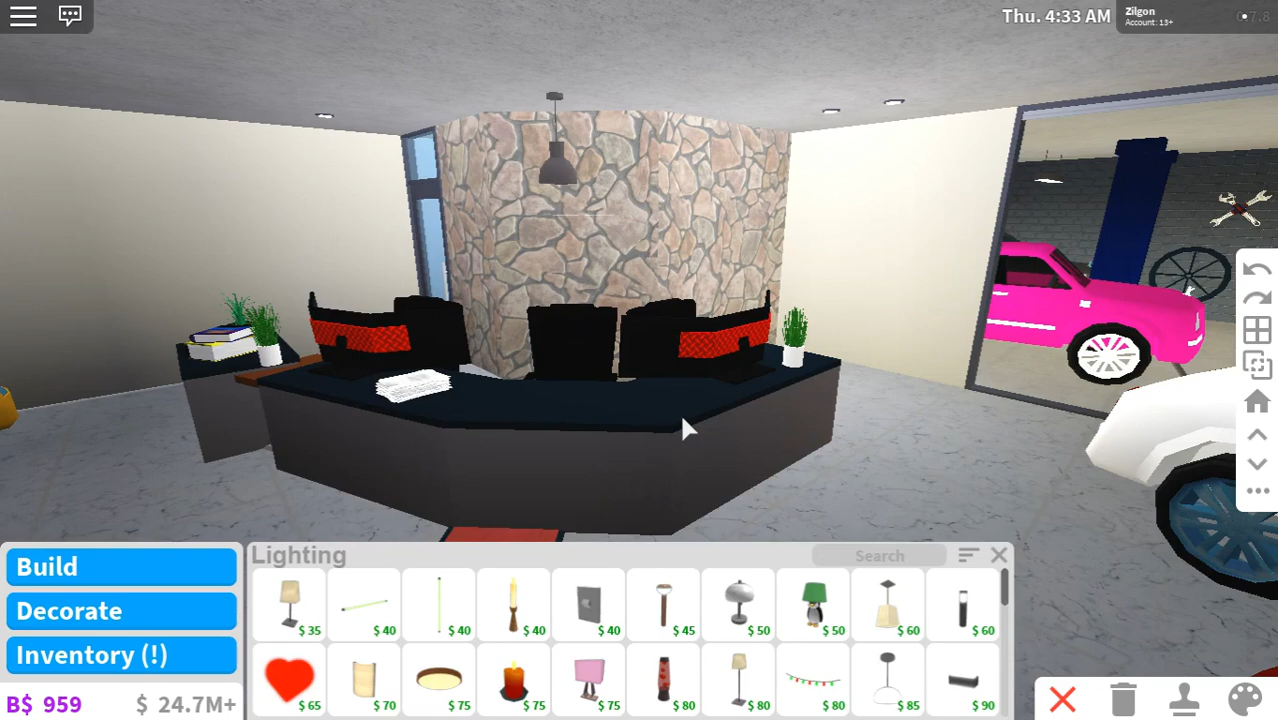 Thu. 4:33 AM
Zilgon
Account: 13+
Build
Decorate
Inventory (!)
B$ 959
$ 24.7M+
Lighting
Search
$ 35
$ 40
$ 40
$ 40
$ 40
$ 45
$ 50
$ 50
$ 60
$ 60
$ 65
$ 70
$ 75
$ 75
$ 75
$ 80
$ 80
$ 80
$ 85
$ 90